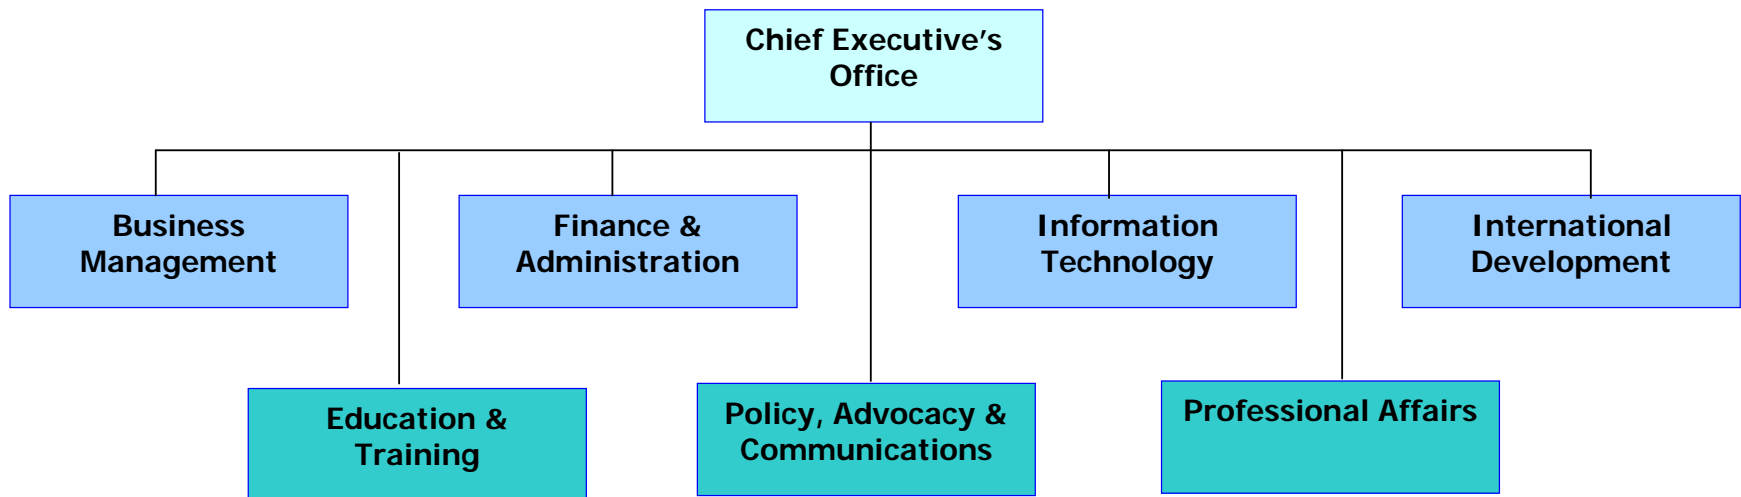 Chief Executive’s
Office
Business
Management
Finance &
Administration
Information
Technology
International
Development
Education &
Training
Policy, Advocacy &
Communications
Professional Affairs